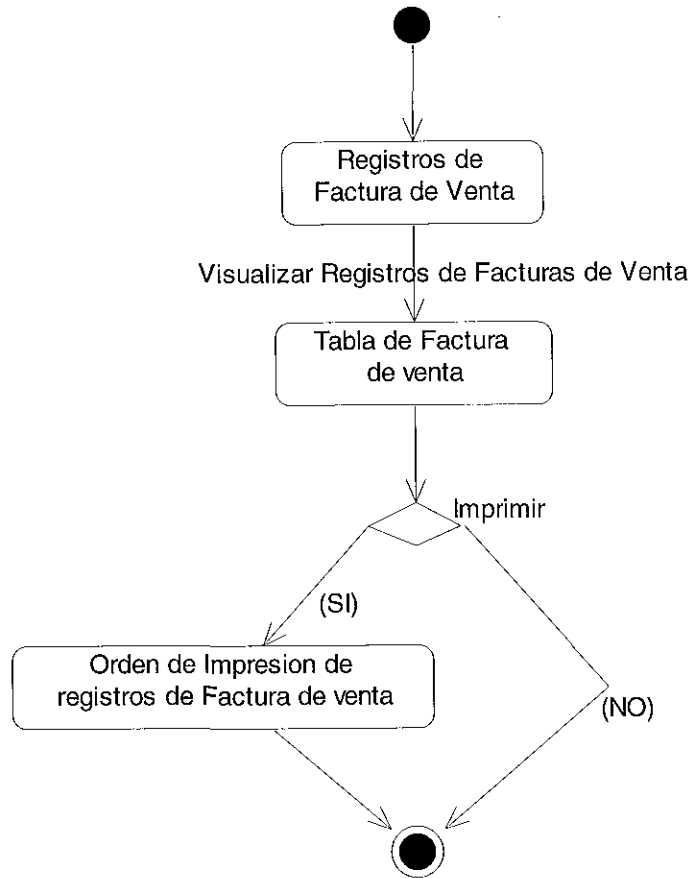 Registros de
Factura de Venta
Visualizar Registros de Facturas de Venta
Tabla de Factura
de venta
Imprimir
(SI)
Orden de Impresion de
registros de Factura de venta
(NO)